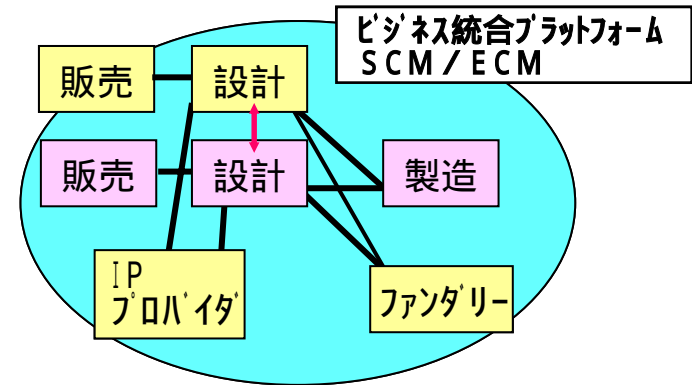 ﾋﾞｼﾞﾈｽ統合ﾌﾟﾗｯﾄﾌｫｰﾑ
ＳＣＭ／ＥＣＭ
販売
設計
販売
設計
製造
ＩＰ
ﾌﾟﾛﾊﾞｲﾀﾞ
ﾌｧﾝﾀﾞﾘｰ